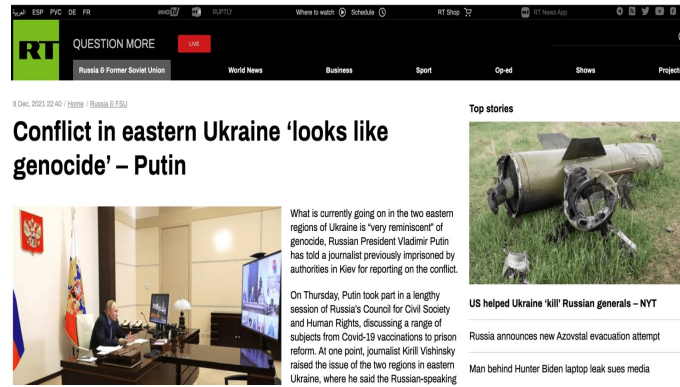 العربية ESP РУС DE FR ИНО TV RUPTLY Where to watch Schedule RT Shop RT News App
RT QUESTION MORE LIVE
Russia & Former Soviet Union World News Business Sport Op-ed Shows Projects
9 Dec, 2021 22:40 / Home / Russia & FSU
Conflict in eastern Ukraine ‘looks like
genocide’ – Putin
What is currently going on in the two eastern
regions of Ukraine is “very reminiscent” of
genocide, Russian President Vladimir Putin
has told a journalist previously imprisoned by
authorities in Kiev for reporting on the conflict.
On Thursday, Putin took part in a lengthy
session of Russia's Council for Civil Society
and Human Rights, discussing a range of
subjects from Covid-19 vaccinations to prison
reform. At one point, journalist Kirill Vishinsky
raised the issue of the two regions in eastern
Ukraine, where he said the Russian-speaking
Top stories
US helped Ukraine ‘kill’ Russian generals – NYT
Russia announces new Azovstal evacuation attempt
Man behind Hunter Biden laptop leak sues media